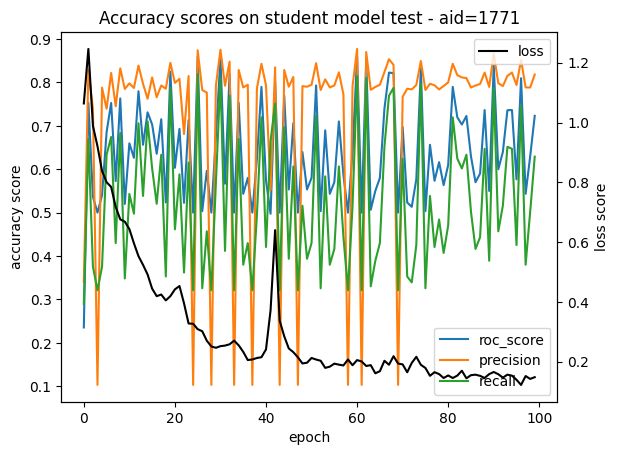 Accuracy scores on student model test - aid=1771
accuracy score
0.9
0.8
0.7
0.6
0.5
0.4
0.3
0.2
0.1
loss
1.2
1.0
0.8
0.6
0.4
0.2
loss score
roc_score
precision
recall
0
20
40
60
80
100
epoch